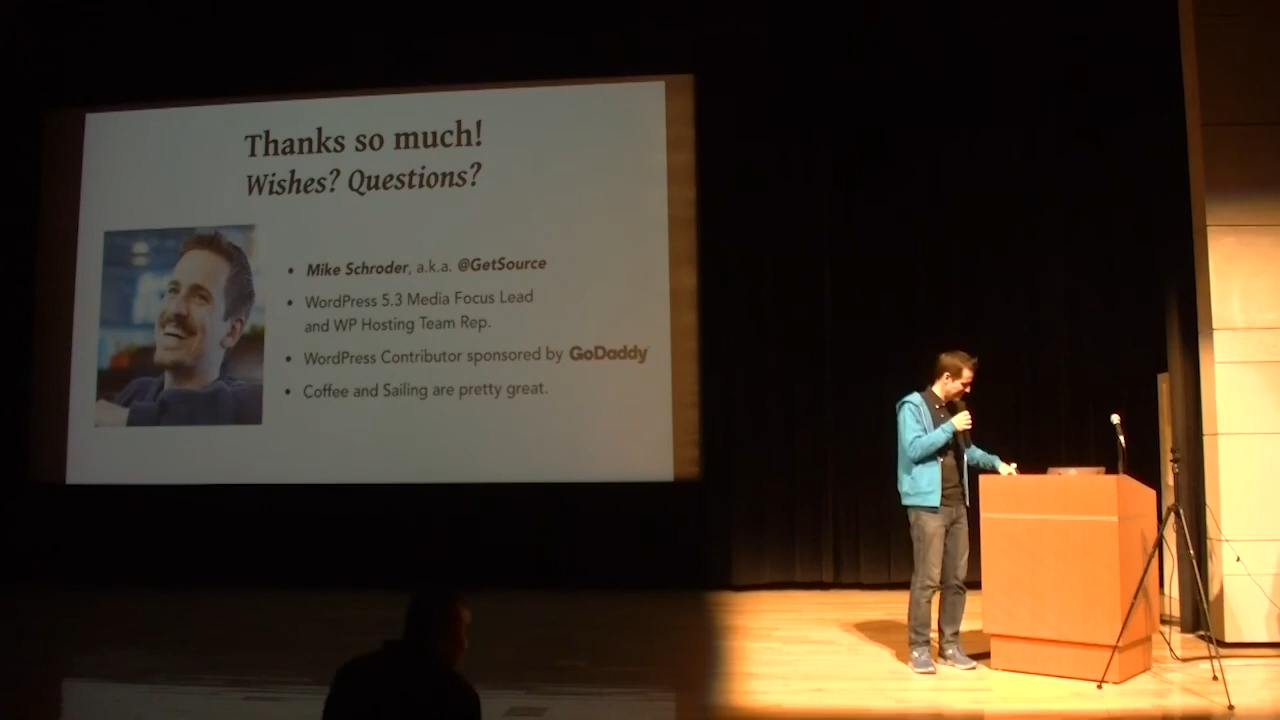 Thanks so much!
Wishes? Questions?
• Mike Schroder, a.k.a. @GetSource
• WordPress 5.3 Media Focus Lead
and WP Hosting Team Rep.
• WordPress Contributor sponsored by GoDaddy
• Coffee and Sailing are pretty great.